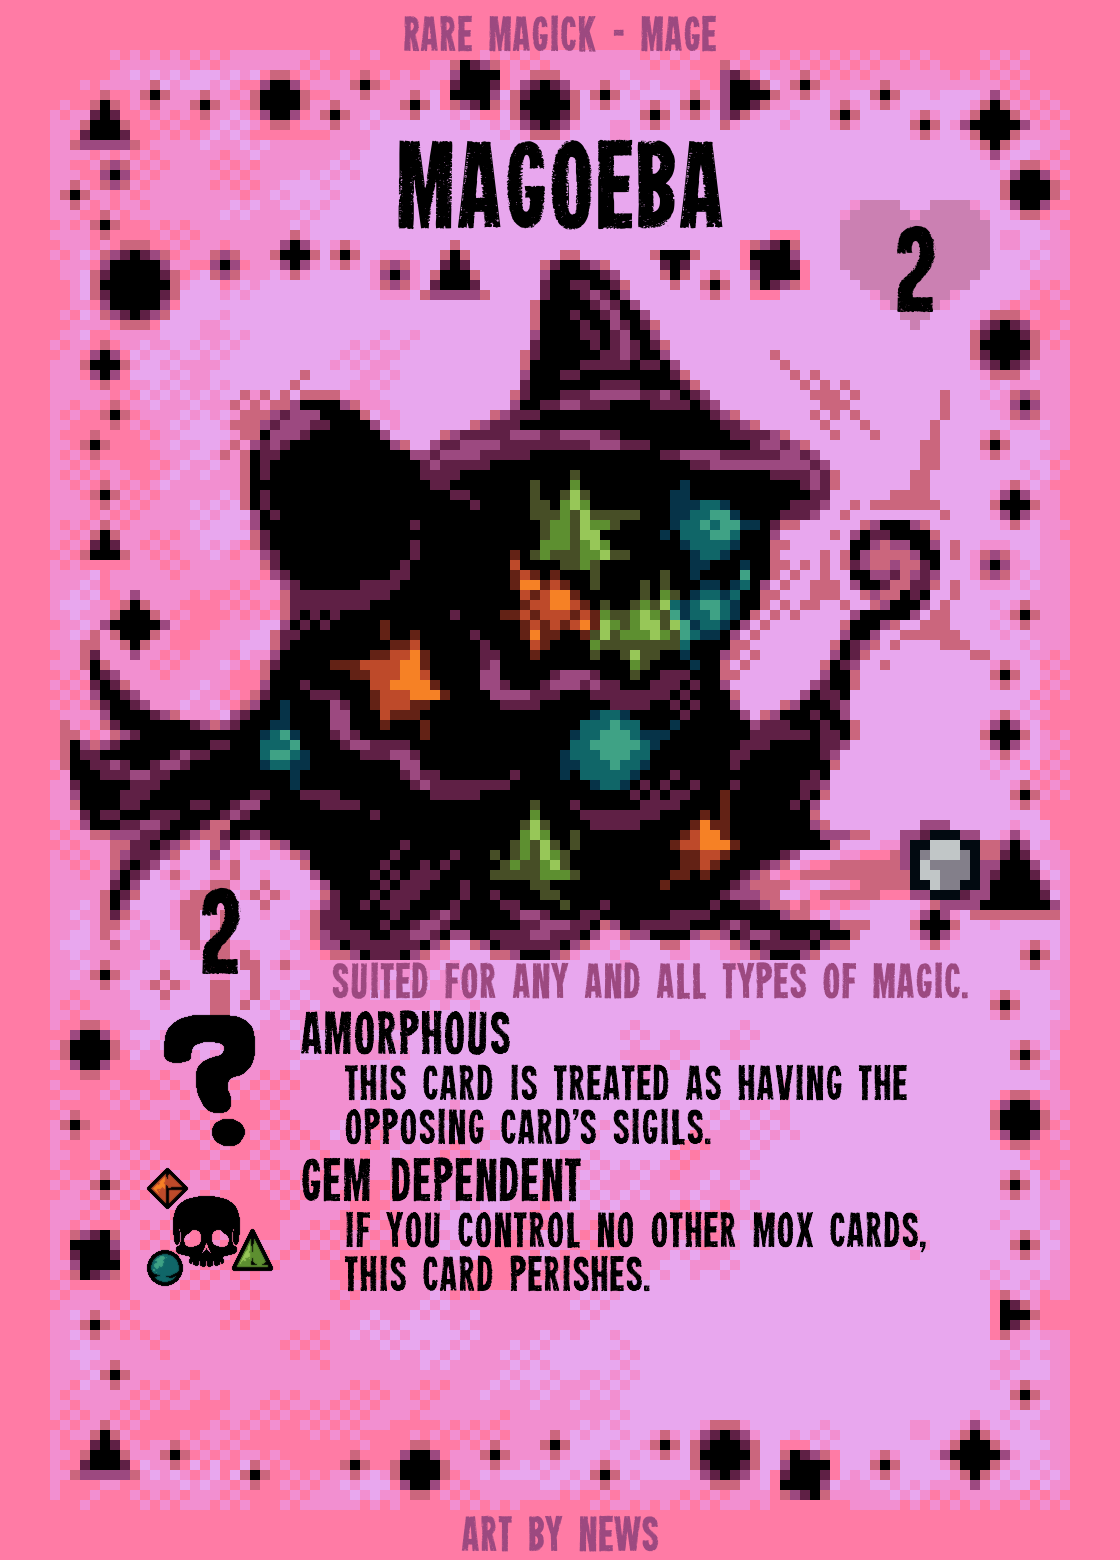 RARE MAGICK - MAGE
MAGOEBA
2
2
SUITED FOR ANY AND ALL TYPES OF MAGIC.
?
AMORPHOUS
THIS CARD IS TREATED AS HAVING THE
OPPOSING CARD'S SIGILS.
GEM DEPENDENT
IF YOU CONTROL NO OTHER MOX CARDS,
THIS CARD PERISHES.
ART BY NEWS